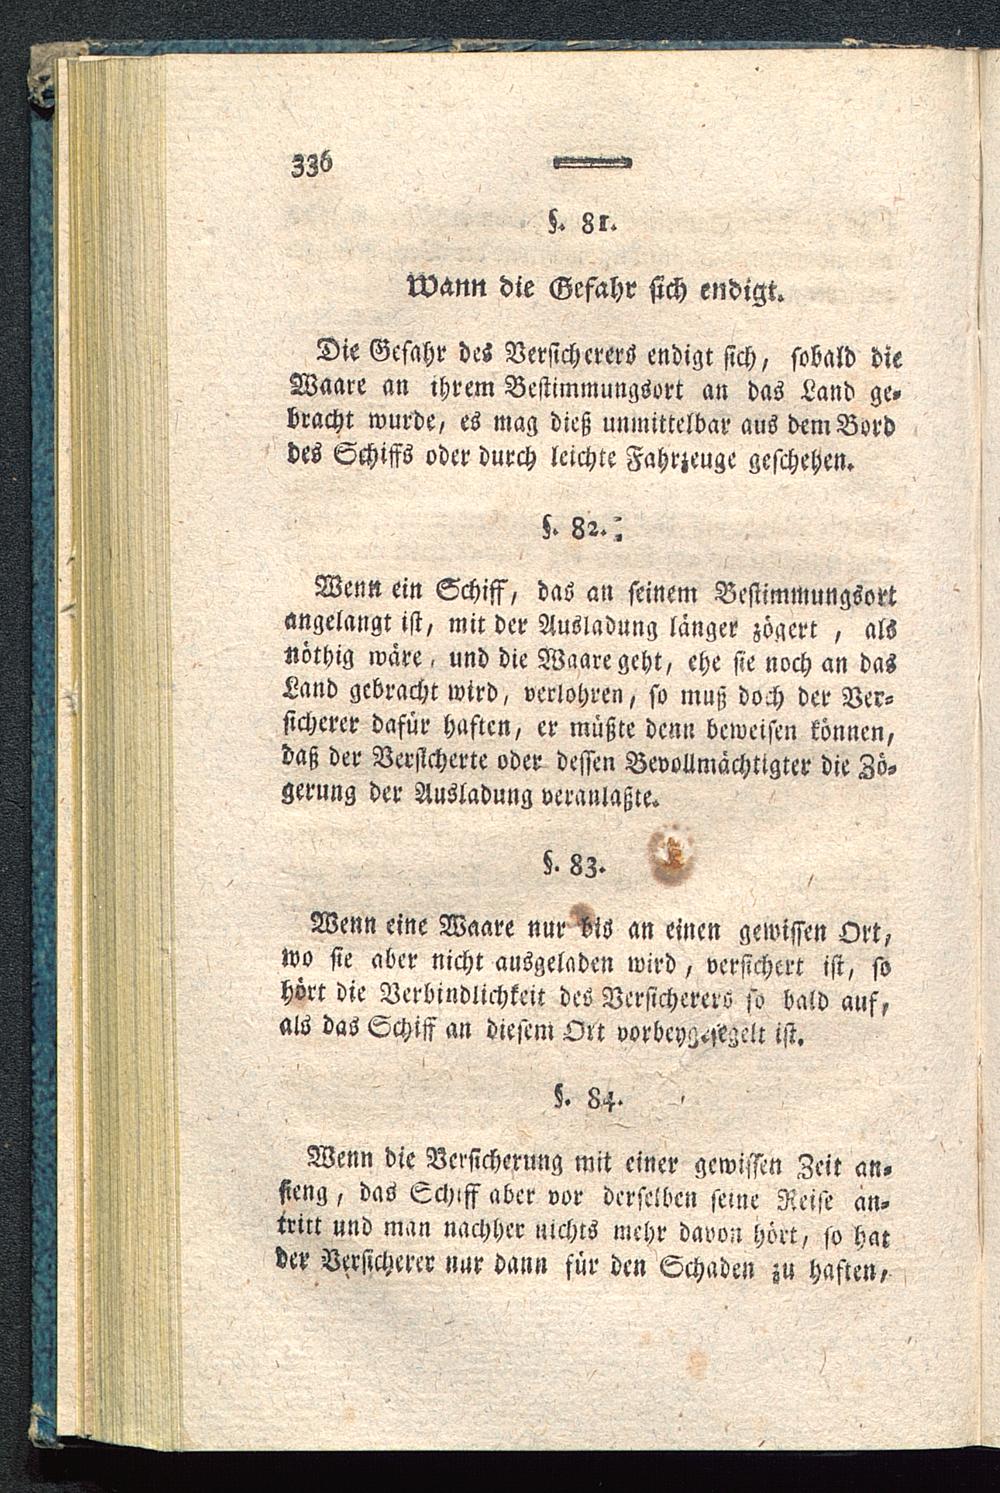 336
§. 81.
Wann die Gefahr sich endigt.
Die Gefahr des Versicherers endigt sich, sobald die
Waare an ihrem Bestimmungsort an das Land ge-
bracht wurde, es mag dieß unmittelbar aus dem Bord
des Schiffs oder durch leichte Fahrzeuge geschehen.
§. 82.
Wenn ein Schiff, das an seinem Bestimmungsort
angelangt ist, mit der Ausladung länger zögert, als
nöthig wäre, und die Waare geht, ehe sie noch an das
Land gebracht wird, verlohren, so muß doch der Ver-
sicherer dafür haften, er müßte denn beweisen können,
daß der Versicherte oder dessen Bevollmächtigter die Zö-
gerung der Ausladung veranlaßte.
§. 83.
Wenn eine Waare nur bis an einen gewissen Ort,
wo sie aber nicht ausgeladen wird, versichert ist, so
hört die Verbindlichkeit des Versicherers so bald auf,
als das Schiff an diesem Ort vorbeygesegelt ist.
§. 84.
Wenn die Versicherung mit einer gewissen Zeit an-
fieng, das Schiff aber vor derselben seine Reise an-
tritt und man nachher nichts mehr davon hört, so hat
der Versicherer nur dann für den Schaden zu haften,